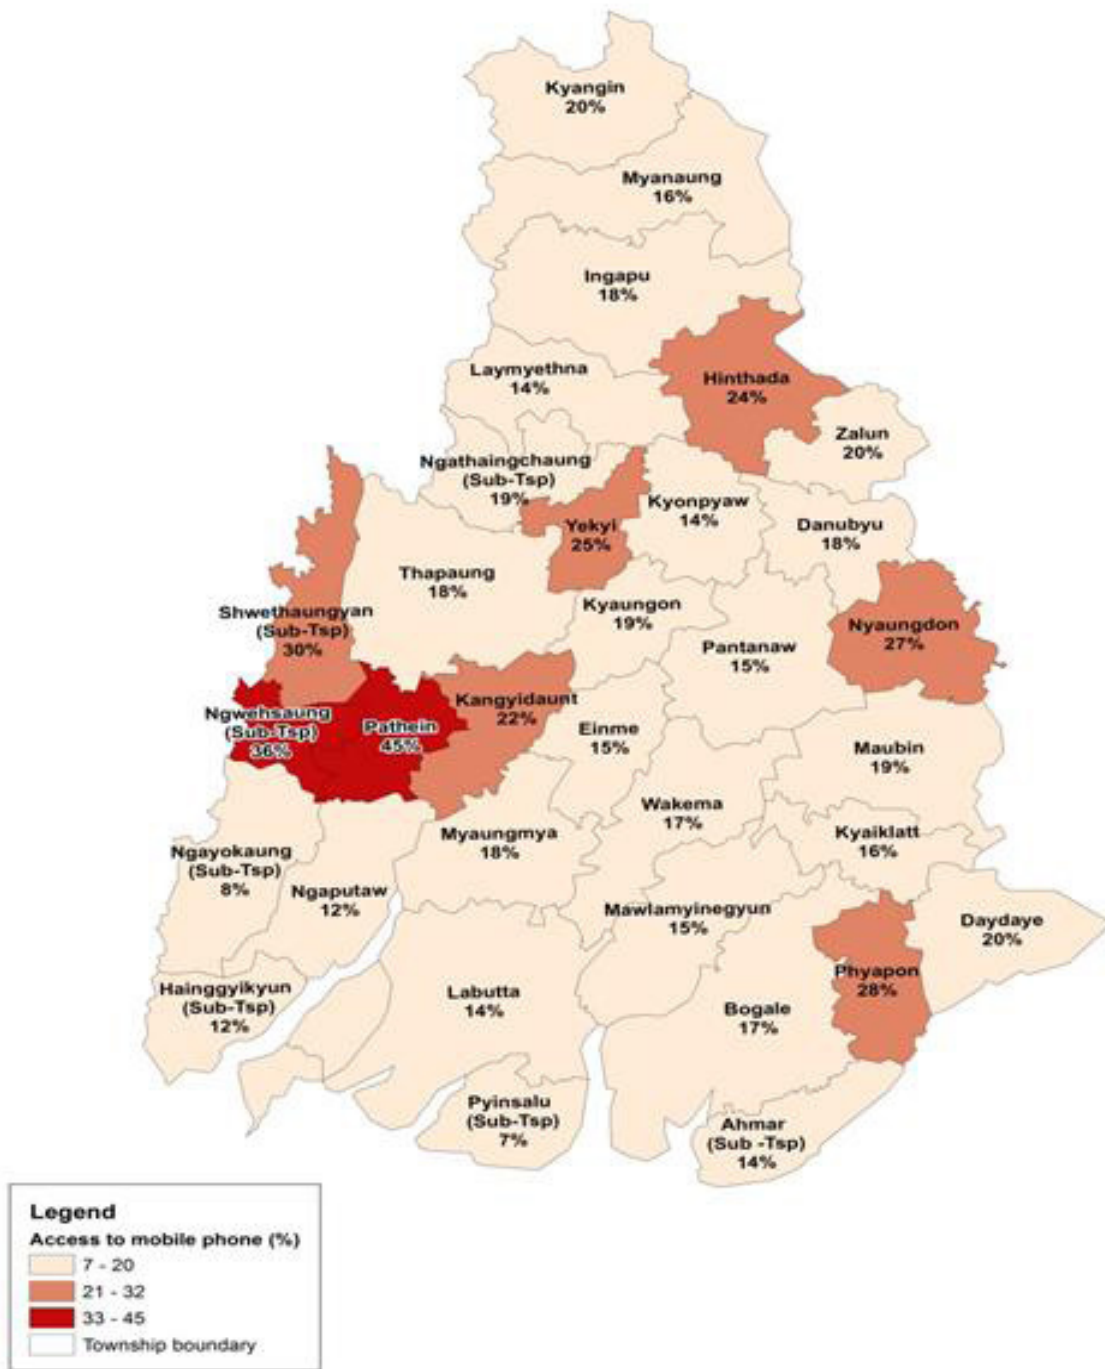 Kyangin
20%
Myanaung
16%
Ingapu
18%
Laymyethna
14%
Hinthada
24%
Zalun
20%
Ngathaingchaung
(Sub-Tsp)
19%
Yekyi
25%
Kyonpyaw
14%
Danubyu
18%
Thapaung
18%
Shwethaungyan
(Sub-Tsp)
30%
Kyaungon
19%
Pantanaw
15%
Nyaungdon
27%
Ngwehsaung
(Sub-Tsp)
36%
Pathein
45%
Kangyidaunt
22%
Einme
15%
Maubin
19%
Wakema
17%
Myaungmya
18%
Kyaiklatt
16%
Ngayokaung
(Sub-Tsp)
8%
Ngaputaw
12%
Mawlamyinegyun
15%
Daydaye
20%
Phyapon
28%
Hainggyikyun
(Sub-Tsp)
12%
Labutta
14%
Bogale
17%
Pyinsalu
(Sub-Tsp)
7%
Ahmar
(Sub -Tsp)
14%
Legend
Access to mobile phone (%)
7 - 20
21 - 32
33 - 45
Township boundary